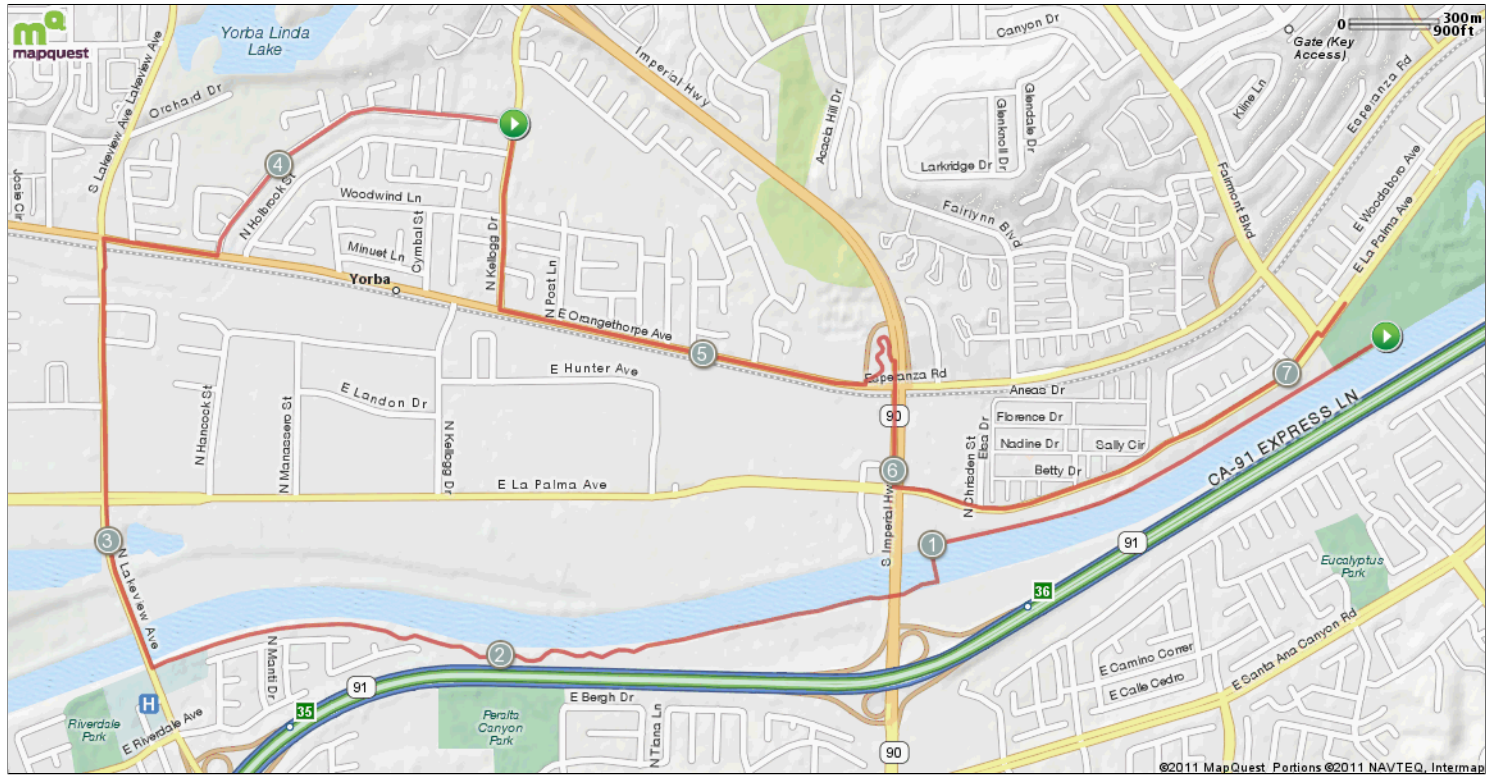 mapquest
Yorba Linda
Lake
S Lakeview Ave Lakeview Ave
Orchard Dr
Imperial Hwy
Canyon Dr
0
300m
900ft
Gate (Key
Access)
Esperanza Rd
Kline Ln
Glendale Dr
Glenknoll Dr
Acacia Hill Dr
Larkridge Dr
Fairlynn Blvd
Fairmont Blvd
E Woodsboro Ave
E La Palma Ave
Josie Cir
4
N Holbrook St
Woodwind Ln
Cymbal St
Minuet Ln
N Kellogg Dr
N Post Ln
Yorba
E Orangethorpe Ave
5
E Hunter Ave
Esperanza Rd
Aneas Dr
7
90
Florence Dr
Elsa Dr
Nadine Dr
Sally Cir
Betty Dr
N Chrisden St
E Landon Dr
N Hancock St
N Manassero St
N Kellogg Dr
6
E La Palma Ave
S Imperial Hwy
CA-91 EXPRESS LN
3
N Lakeview Ave
1
91
36
Eucalyptus
Park
2
N Manti Dr
91
35
H
Riverdale
Park
E Riverdale Ave
Peralta
Canyon
Park
E Bergh Dr
N Tiana Ln
90
E Camino Correr
E Calle Cedro
E Santa Ana Canyon Rd
©2011 MapQuest Portions ©2011 NAVTEQ, Intermap